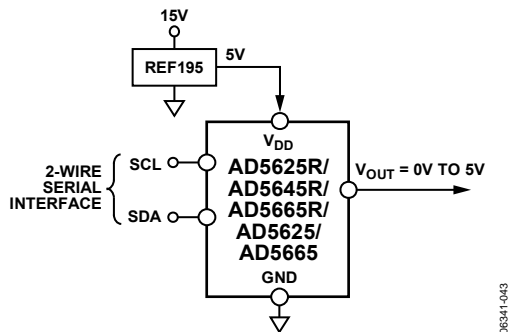 15V
REF195
5V
VDD
2-WIRE
SERIAL
INTERFACE
SCL
SDA
AD5625R/
AD5645R/
AD5665R/
AD5625/
AD5665
GND
VOUT = 0V TO 5V
06341-043